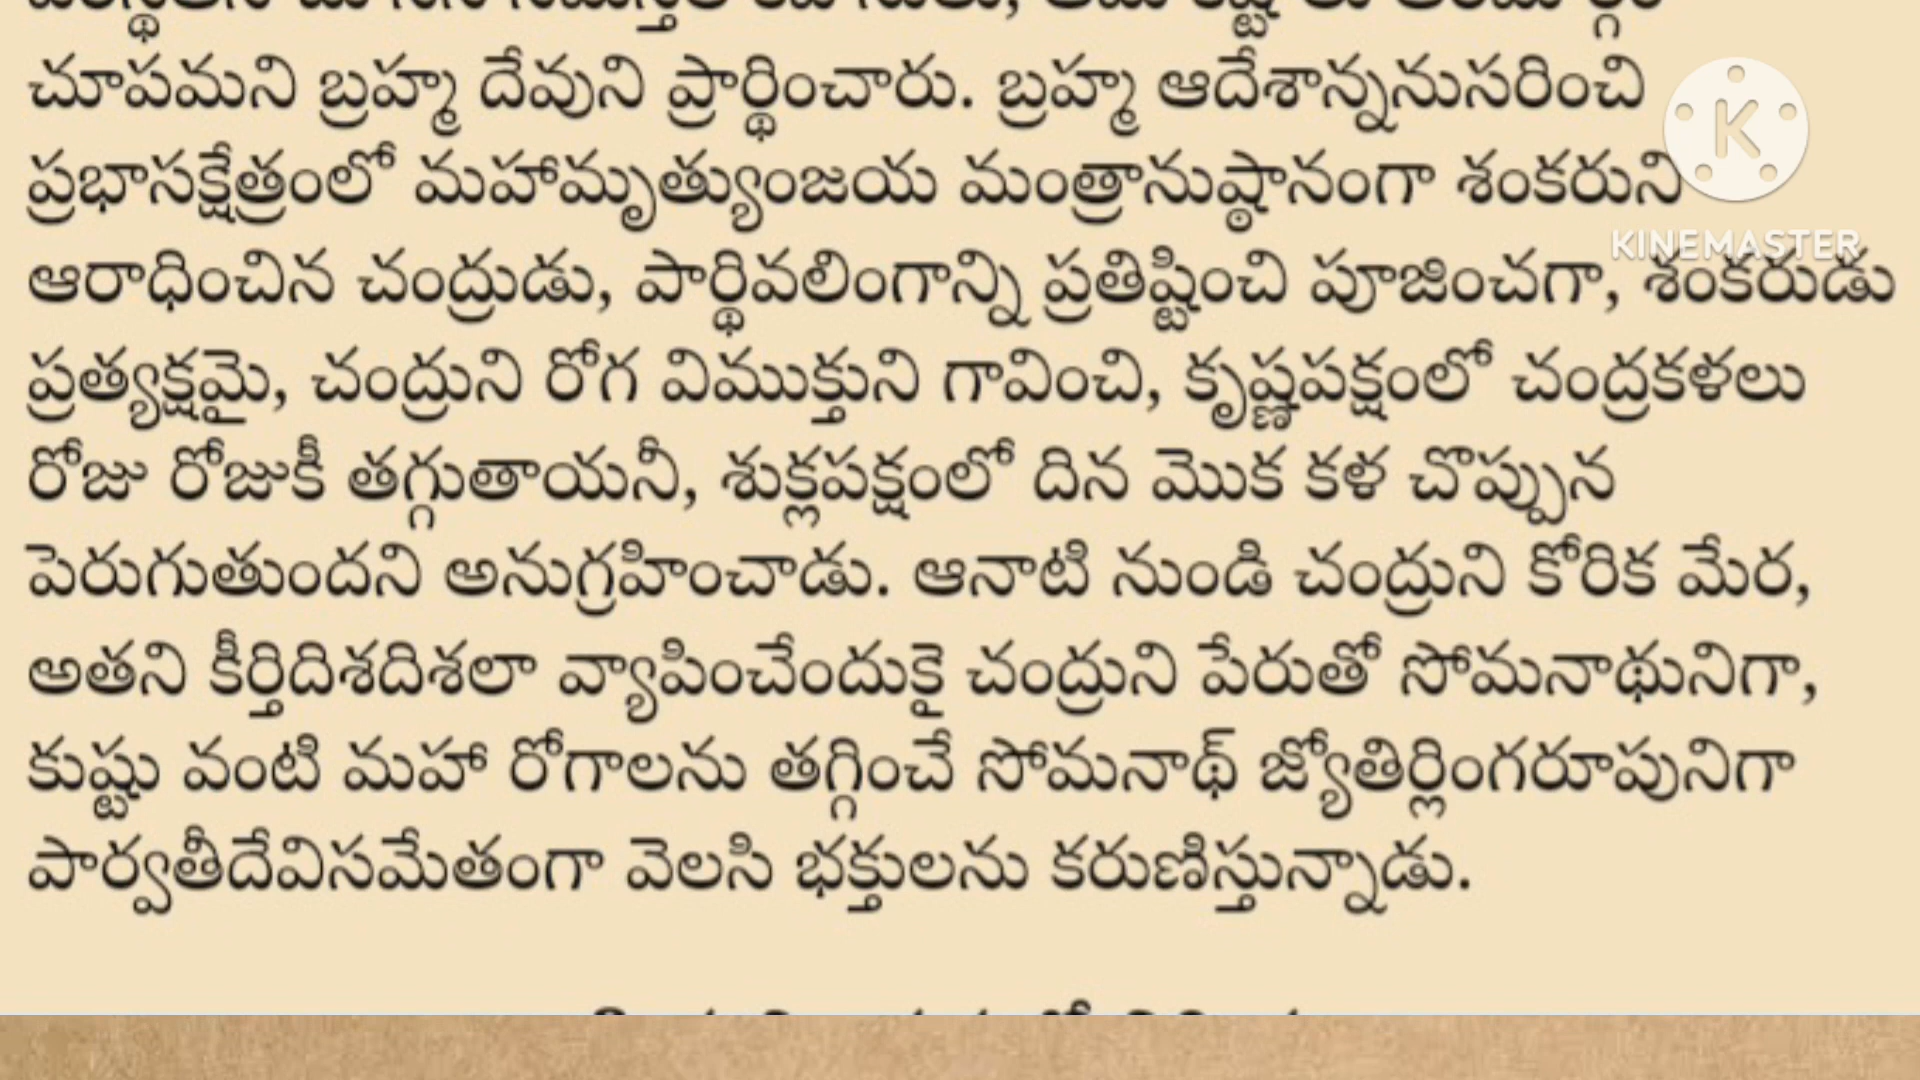 చూపమని బ్రహ్మ దేవుని ప్రార్థించారు. బ్రహ్మ ఆదేశాన్ననుసరించి
ప్రభాసక్షేత్రంలో మహామృత్యుంజయ మంత్రానుష్ఠానంగా శంకరుని
ఆరాధించిన చంద్రుడు, పార్థివలింగాన్ని ప్రతిష్టించి పూజించగా, శంకరుడు
ప్రత్యక్షమై, చంద్రుని రోగ విముక్తుని గావించి, కృష్ణపక్షంలో చంద్రకళలు
రోజు రోజుకీ తగ్గుతాయనీ, శుక్లపక్షంలో దిన మొక కళ చొప్పున
పెరుగుతుందని అనుగ్రహించాడు. ఆనాటి నుండి చంద్రుని కోరిక మేర,
అతని కీర్తిదిశదిశలా వ్యాపించేందుకై చంద్రుని పేరుతో సోమనాథునిగా,
కుష్టు వంటి మహా రోగాలను తగ్గించే సోమనాథ్ జ్యోతిర్లింగరూపునిగా
పార్వతీదేవిసమేతంగా వెలసి భక్తులను కరుణిస్తున్నాడు.
K
KINEMASTER